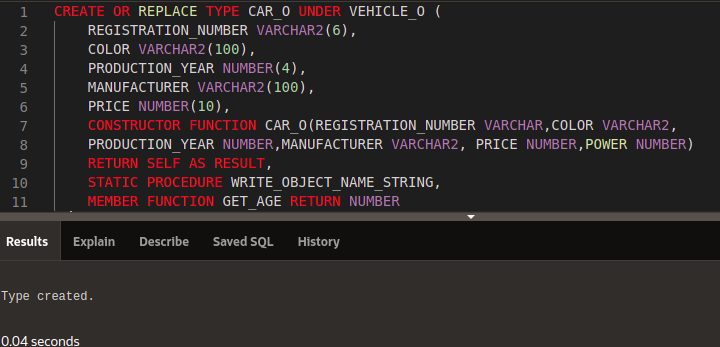 1 CREATE OR REPLACE TYPE CAR_O UNDER VEHICLE_O (
2 REGISTRATION_NUMBER VARCHAR2(6),
3 COLOR VARCHAR2(100),
4 PRODUCTION_YEAR NUMBER(4),
5 MANUFACTURER VARCHAR2(100),
6 PRICE NUMBER(10),
7 CONSTRUCTOR FUNCTION CAR_O(REGISTRATION_NUMBER VARCHAR,COLOR VARCHAR2,
8 PRODUCTION_YEAR NUMBER,MANUFACTURER VARCHAR2, PRICE NUMBER,POWER NUMBER)
9 RETURN SELF AS RESULT,
10 STATIC PROCEDURE WRITE_OBJECT_NAME_STRING,
11 MEMBER FUNCTION GET_AGE RETURN NUMBER
Results Explain Describe Saved SQL History
Type created.
0.04 seconds